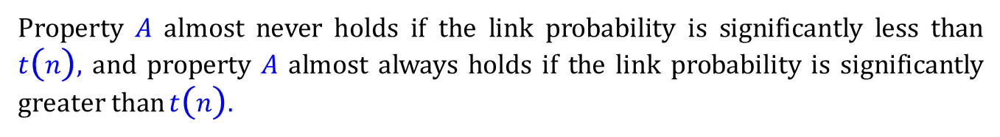 Property A almost never holds if the link probability is significantly less than
t(n), and property A almost always holds if the link probability is significantly
greater than t(n).